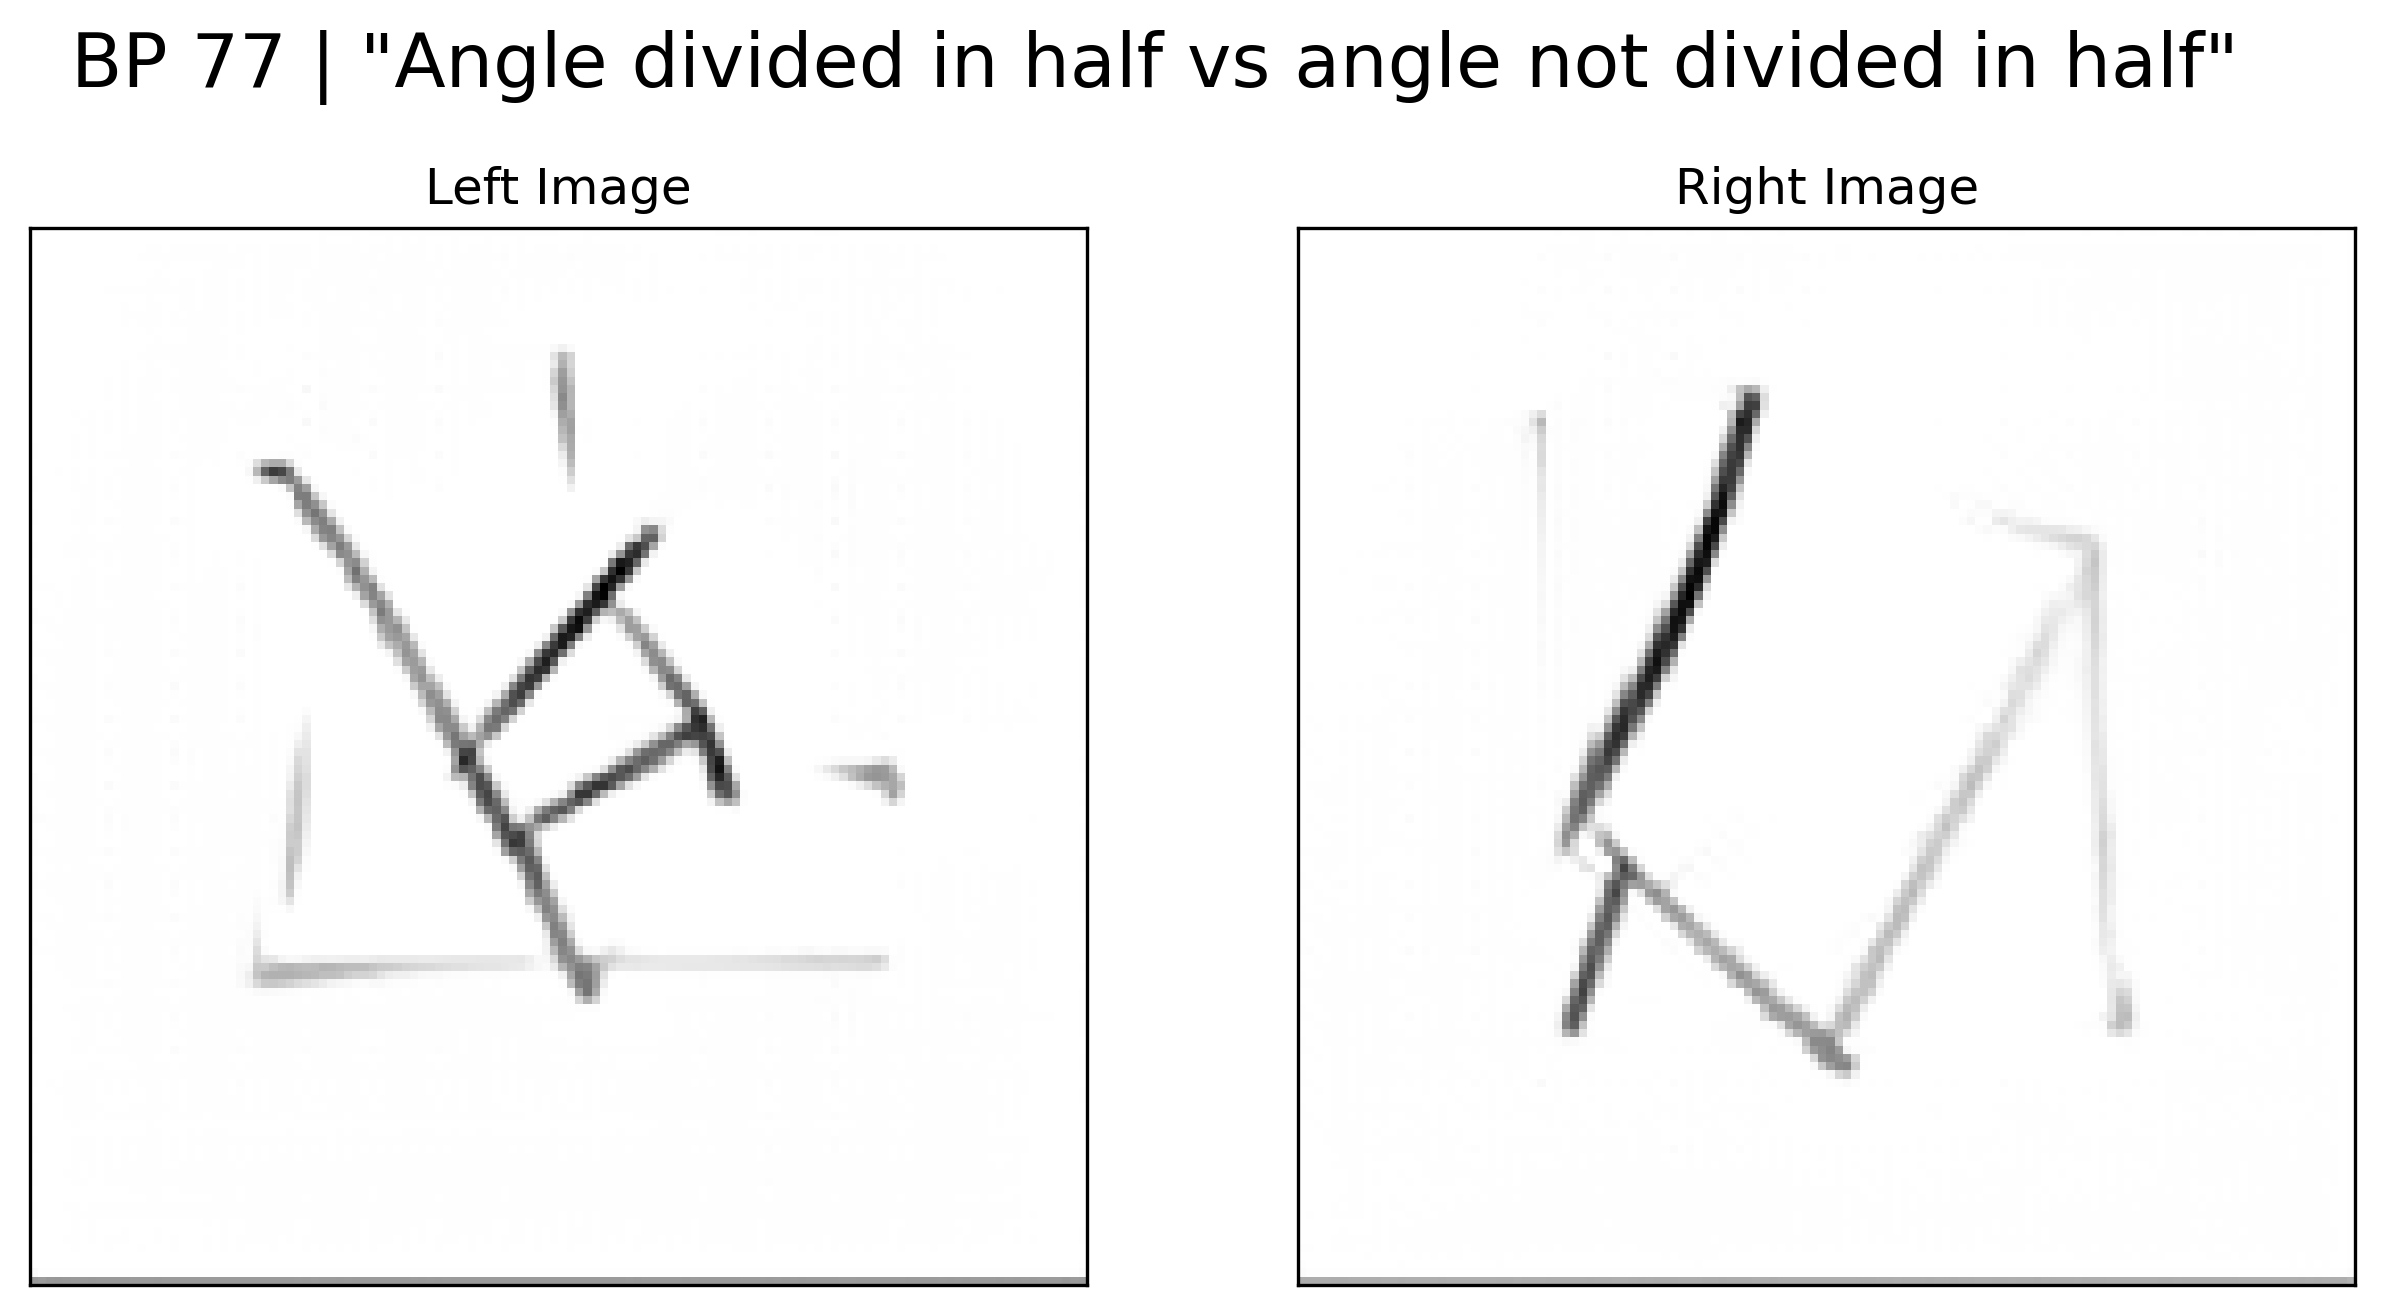 BP 77 | "Angle divided in half vs angle not divided in half"
Left Image
Right Image